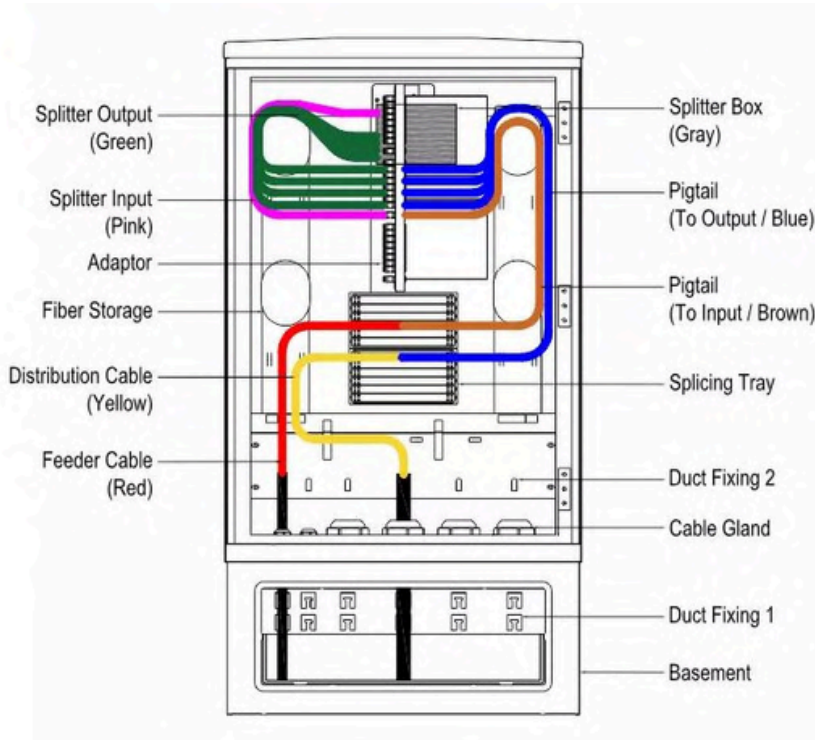 Splitter Output
(Green)
Splitter Input
(Pink)
Adaptor
Fiber Storage
Distribution Cable
(Yellow)
Feeder Cable
(Red)
Splitter Box
(Gray)
Pigtail
(To Output / Blue)
Pigtail
(To Input / Brown)
Splicing Tray
Duct Fixing 2
Cable Gland
Duct Fixing 1
Basement